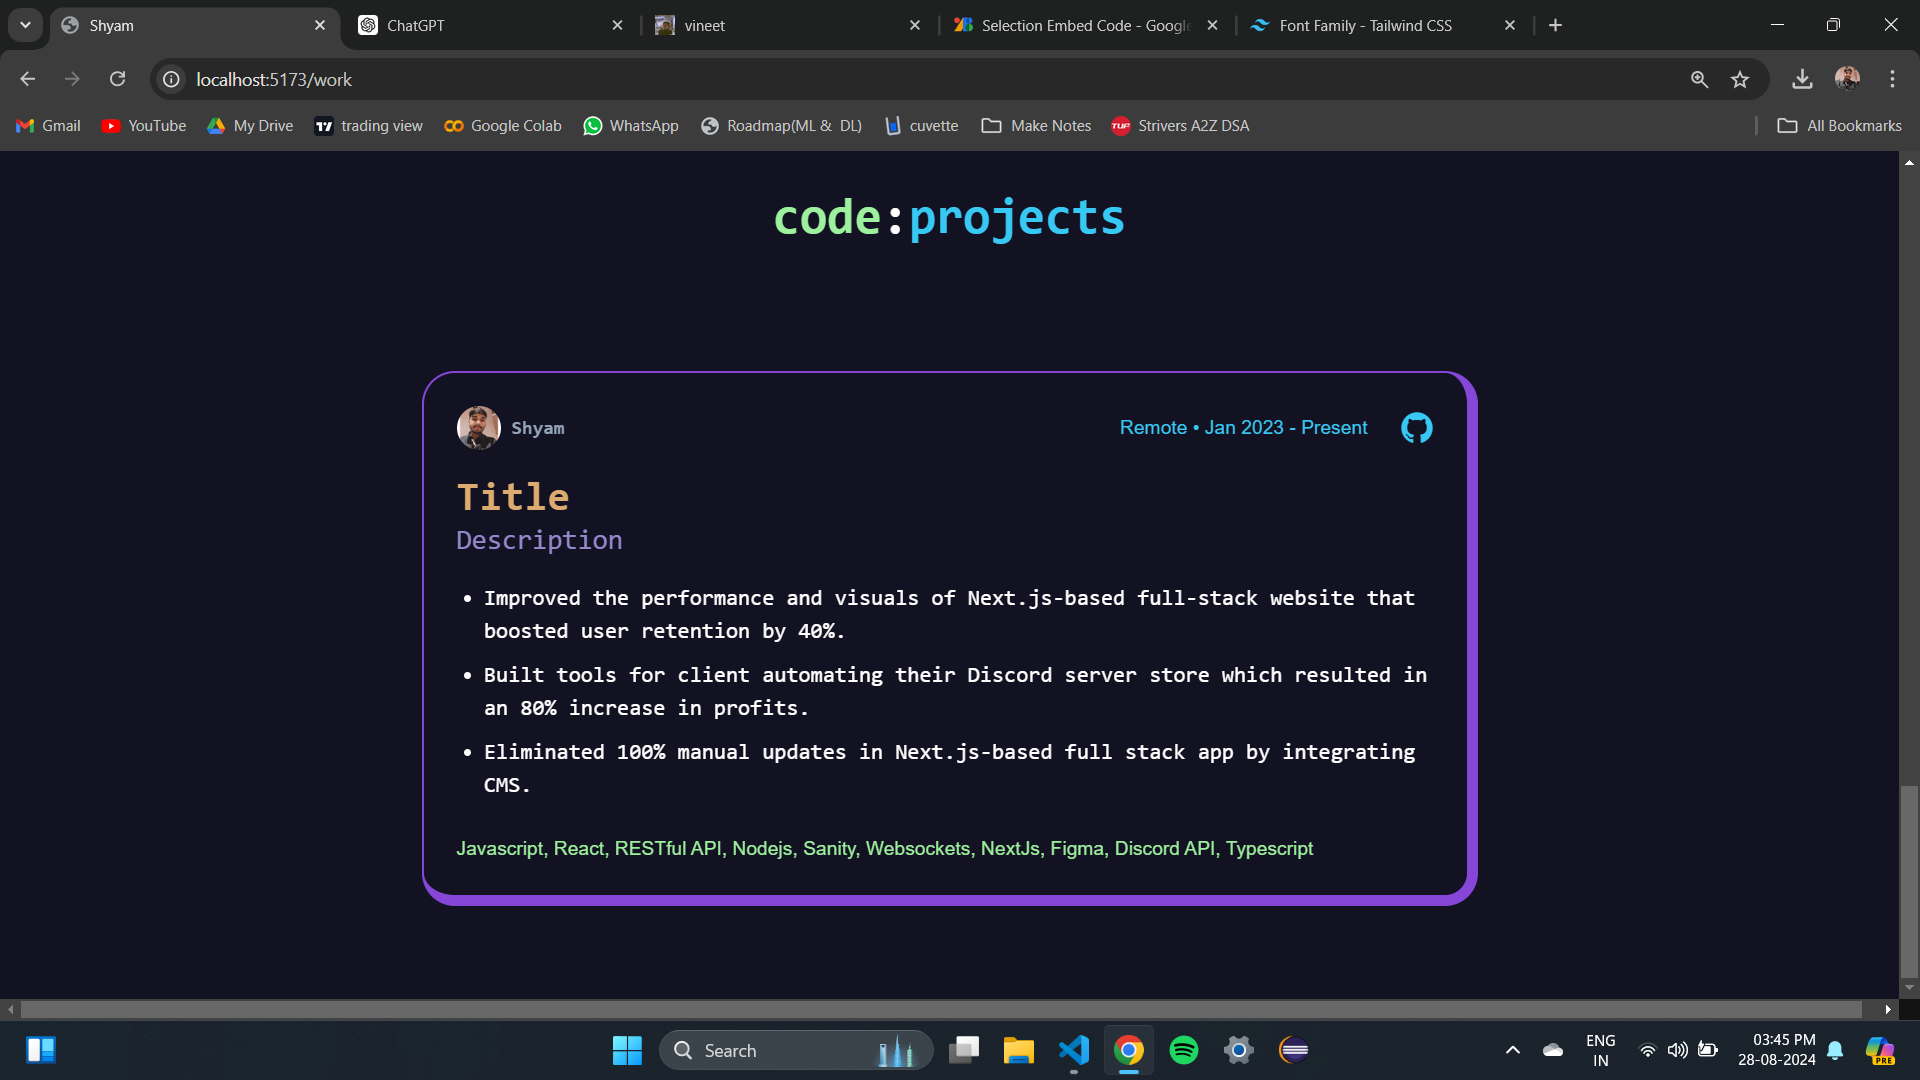 Shyam
ChatGPT
vineet
Selection Embed Code - Google
Font Family - Tailwind CSS
localhost:5173/work
Gmail
YouTube
My Drive
trading view
Google Colab
WhatsApp
Roadmap(ML & DL)
cuvette
Make Notes
TUF
Strivers A2Z DSA
All Bookmarks
code:projects
Shyam
Remote • Jan 2023 - Present
Title
Description
• Improved the performance and visuals of Next.js-based full-stack website that
boosted user retention by 40%.
• Built tools for client automating their Discord server store which resulted in
an 80% increase in profits.
• Eliminated 100% manual updates in Next.js-based full stack app by integrating
CMS.
Javascript, React, RESTful API, Nodejs, Sanity, Websockets, NextJs, Figma, Discord API, Typescript
Search
ENG
IN
03:45 PM
28-08-2024
PRE